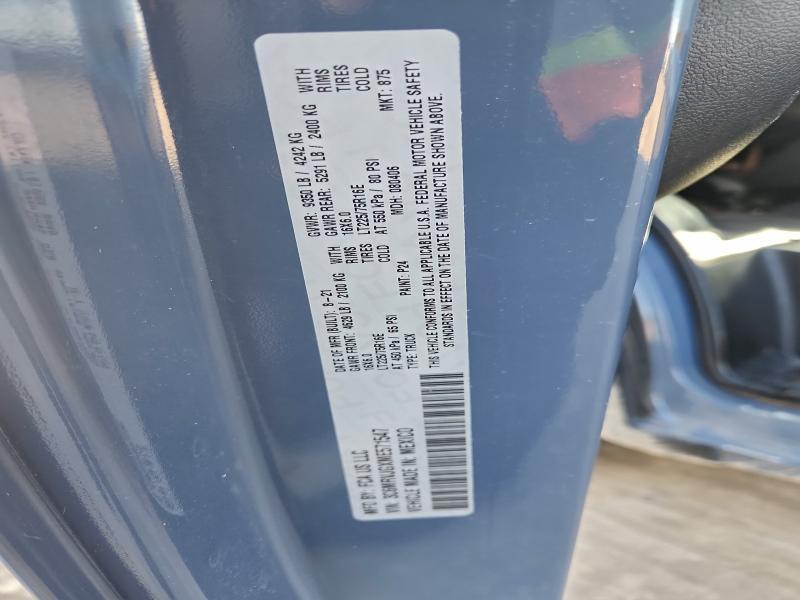 MFD BY: FCA US LLC
DATE OF MFR (BUILT): 8-21
GVWR: 9350 LB / 4242 KG
GAWR FRONT: 4629 LB / 2100 KG WITH
16X6.0 RIMS
LT225/75R16E TIRES
AT 450 kPa / 65 PSI COLD
GAWR REAR: 5291 LB / 2400 KG WITH
16X6.0 RIMS
LT225/75R16E TIRES
AT 550 kPa / 80 PSI COLD
VIN:
TYPE: TRUCK
PAINT: P24
MDH: 080406
MKT: 875
VEHICLE MADE IN: MEXICO
THIS VEHICLE CONFORMS TO ALL APPLICABLE U.S.A. FEDERAL MOTOR VEHICLE SAFETY
STANDARDS IN EFFECT ON THE DATE OF MANUFACTURE SHOWN ABOVE.